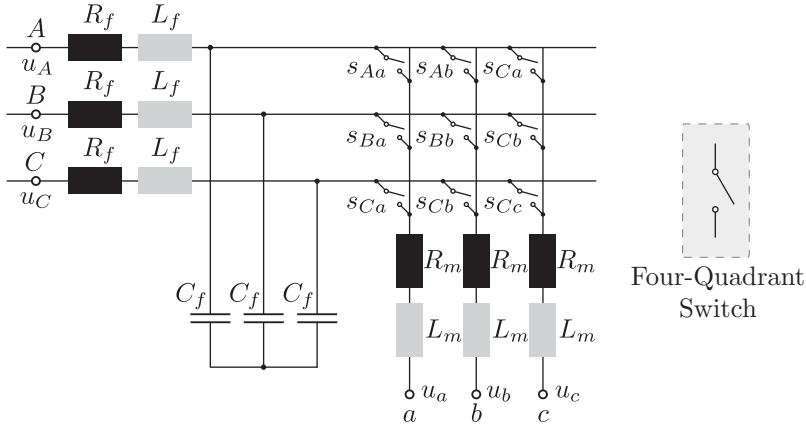 A R_f L_f
u_A
s_Aa s_Ab s_Ca
B R_f L_f
u_B
s_Ba s_Bb s_Cb
C R_f L_f
u_C
s_Ca s_Cb s_Cc
R_m R_m R_m
Four-Quadrant
Switch
C_f C_f C_f
L_m L_m L_m
u_a u_b u_c
a b c